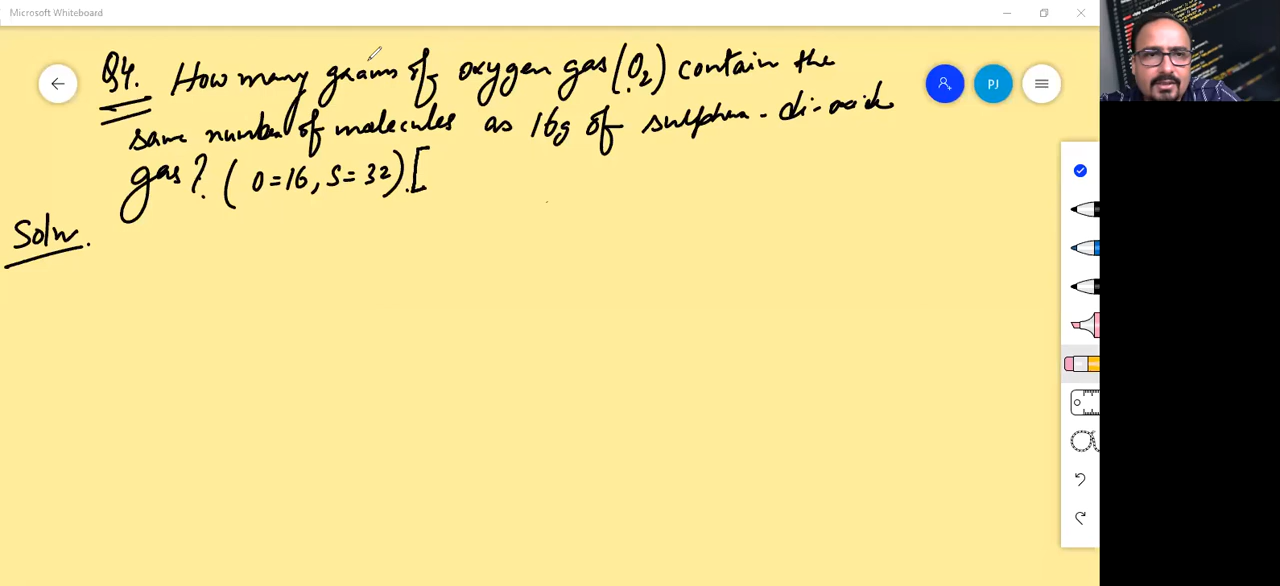 Microsoft Whiteboard
Q4. How many grams of oxygen gas (O₂) contain the
same number of molecules as 16g of sulphur-di-oxide
gas? (O=16, S=32).[
Soln.
PJ